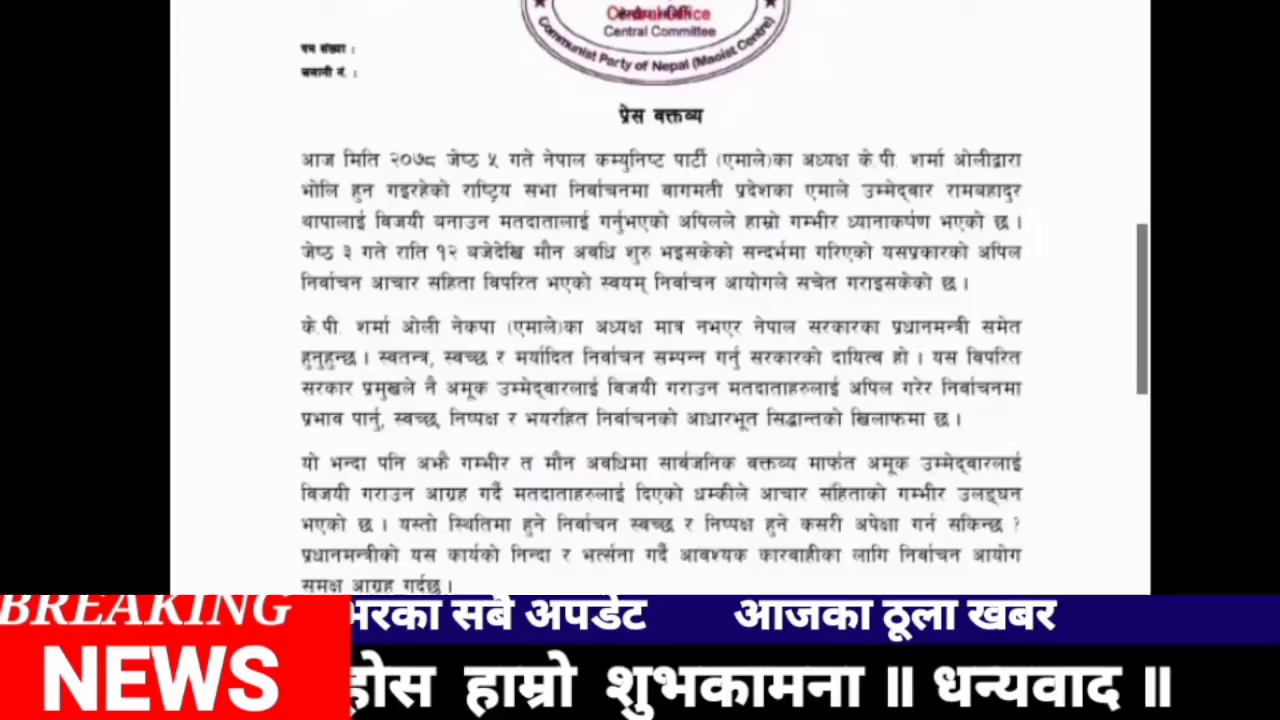 Central Office
Central Committee
Communist Party of Nepal (Maoist Centre)
पत्र संख्या :
चलानी नं. :
प्रेस वक्तव्य
आज मिति २०७८ जेष्ठ ५ गते नेपाल कम्युनिष्ट पार्टी (एमाले)का अध्यक्ष के.पी. शर्मा ओलीद्वारा
भोलि हुन गइरहेको राष्ट्रिय सभा निर्वाचनमा बागमती प्रदेशका एमाले उम्मेद्वार रामबहादुर
थापालाई विजयी बनाउन मतदातालाई गर्नुभएको अपिलले हाम्रो गम्भीर ध्यानाकर्षण भएको छ ।
जेष्ठ ३ गते राति १२ बजेदेखि मौन अवधि शुरु भइसकेको सन्दर्भमा गरिएको यसप्रकारको अपिल
निर्वाचन आचार संहिता विपरित भएको स्वयम् निर्वाचन आयोगले सचेत गराइसकेको छ ।
के.पी. शर्मा ओली नेकपा (एमाले)का अध्यक्ष मात्र नभएर नेपाल सरकारका प्रधानमन्त्री समेत
हुनुहुन्छ । स्वतन्त्र, स्वच्छ र मर्यादित निर्वाचन सम्पन्न गर्नु सरकारको दायित्व हो । यस विपरित
सरकार प्रमुखले नै अमूक उम्मेद्वारलाई विजयी गराउन मतदाताहरुलाई अपिल गरेर निर्वाचनमा
प्रभाव पार्नु, स्वच्छ, निष्पक्ष र भयरहित निर्वाचनको आधारभूत सिद्धान्तको खिलाफमा छ ।
यो भन्दा पनि अझै गम्भीर त मौन अवधिमा सार्वजनिक वक्तव्य मार्फत अमूक उम्मेद्वारलाई
विजयी गराउन आग्रह गर्दै मतदाताहरुलाई दिएको धम्कीले आचार संहिताको गम्भीर उलङ्घन
भएको छ । यस्तो स्थितिमा हुने निर्वाचन स्वच्छ र निष्पक्ष हुने कसरी अपेक्षा गर्न सकिन्छ ?
प्रधानमन्त्रीको यस कार्यको निन्दा र भर्त्सना गर्दै आवश्यक कारवाहीका लागि निर्वाचन आयोग
समक्ष आग्रह गर्दछु ।
BREAKING
NEWS
भरका सबै अपडेट आजका ठूला खबर
होस हाम्रो शुभकामना ॥ धन्यवाद ॥